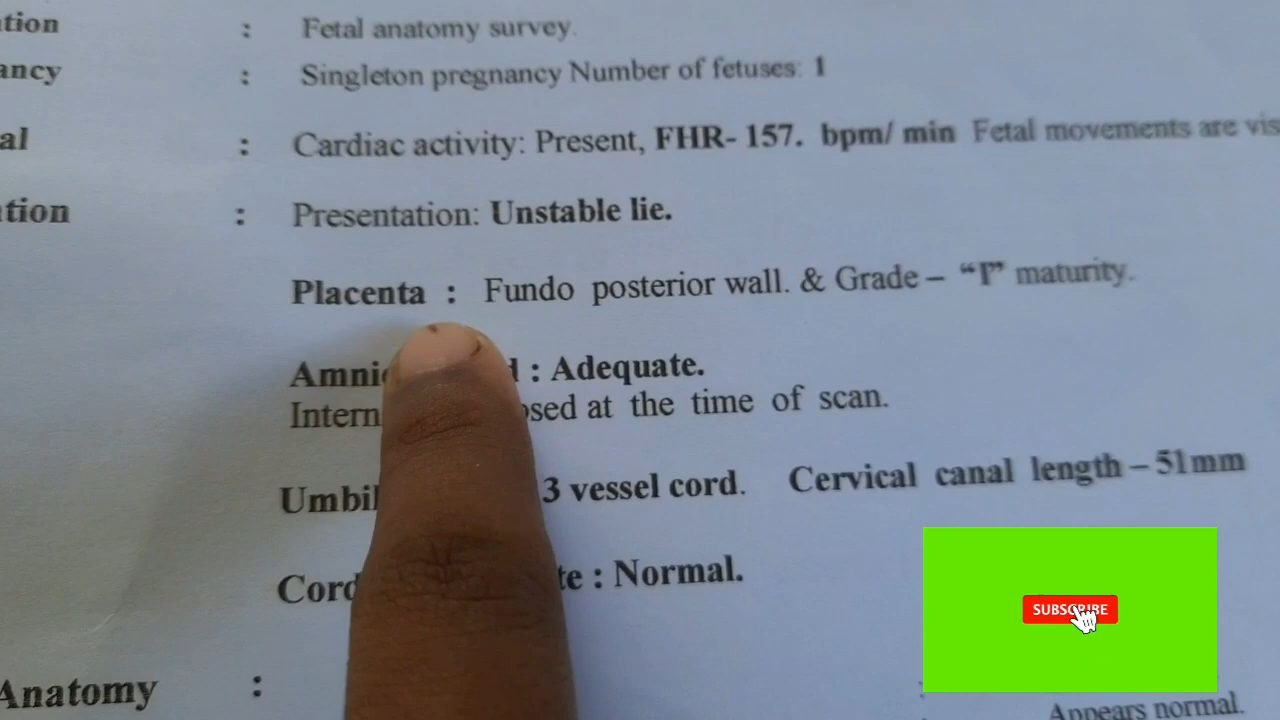 tion : Fetal anatomy survey.
ancy : Singleton pregnancy Number of fetuses: 1
al : Cardiac activity: Present, FHR- 157. bpm/ min Fetal movements are vis
tion : Presentation: Unstable lie.
Placenta : Fundo posterior wall. & Grade – “I” maturity.
Amni d : Adequate.
Intern osed at the time of scan.
Umbil 3 vessel cord. Cervical canal length – 51mm
Cord te : Normal.
SUBSCRIBE
Anatomy : :
Appears normal.